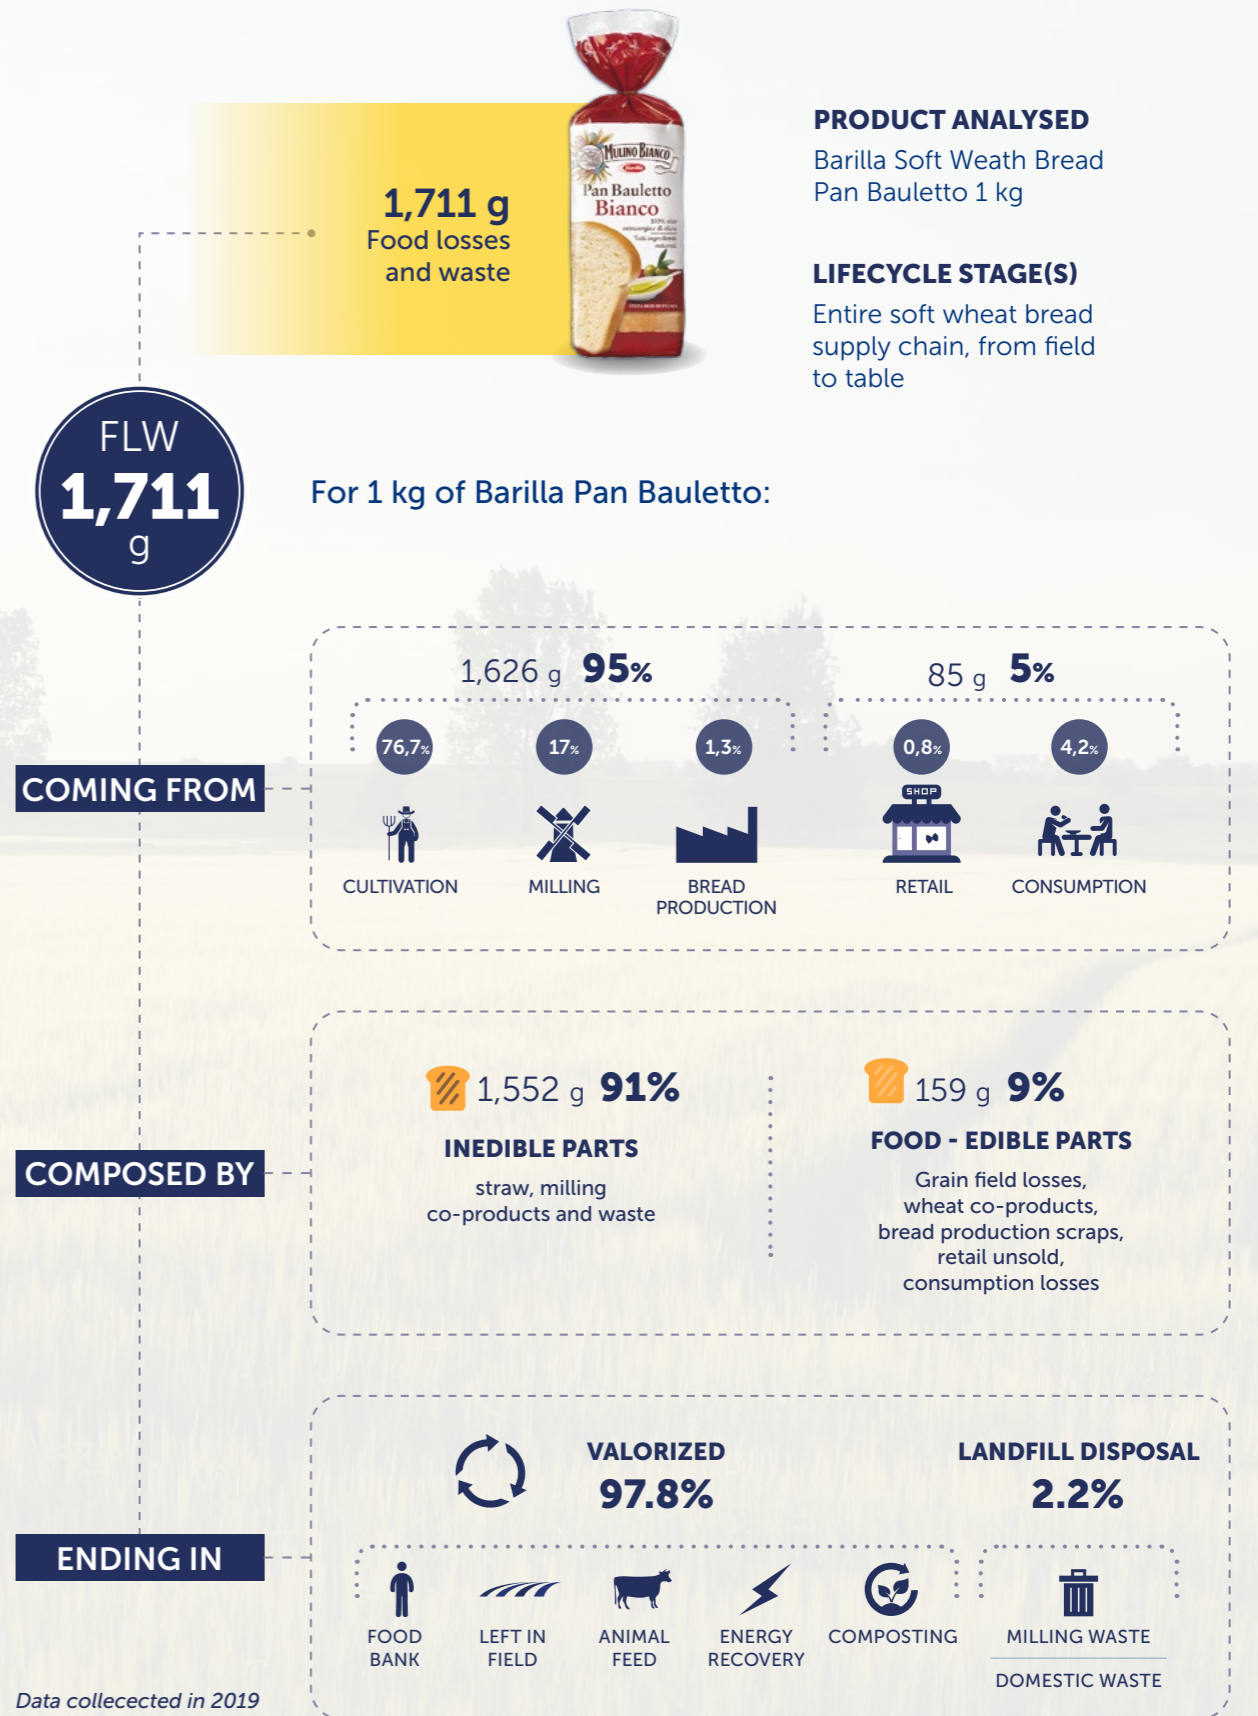 MULINO BIANCO
Barilla
Pan Bauletto
Bianco
PRODUCT ANALYSED
Barilla Soft Weath Bread
Pan Bauletto 1 kg
1,711 g
Food losses
and waste
LIFECYCLE STAGE(S)
Entire soft wheat bread
supply chain, from field
to table
FLW
1,711
g
For 1 kg of Barilla Pan Bauletto:
1,626 g 95%
85 g 5%
76,7%
17%
1,3%
0,8%
4,2%
COMING FROM
SHOP
CULTIVATION
MILLING
BREAD
PRODUCTION
RETAIL
CONSUMPTION
COMPOSED BY
1,552 g 91%
INEDIBLE PARTS
straw, milling
co-products and waste
159 g 9%
FOOD - EDIBLE PARTS
Grain field losses,
wheat co-products,
bread production scraps,
retail unsold,
consumption losses
ENDING IN
VALORIZED
97.8%
LANDFILL DISPOSAL
2.2%
FOOD
BANK
LEFT IN
FIELD
ANIMAL
FEED
ENERGY
RECOVERY
COMPOSTING
MILLING WASTE
DOMESTIC WASTE
Data collecected in 2019